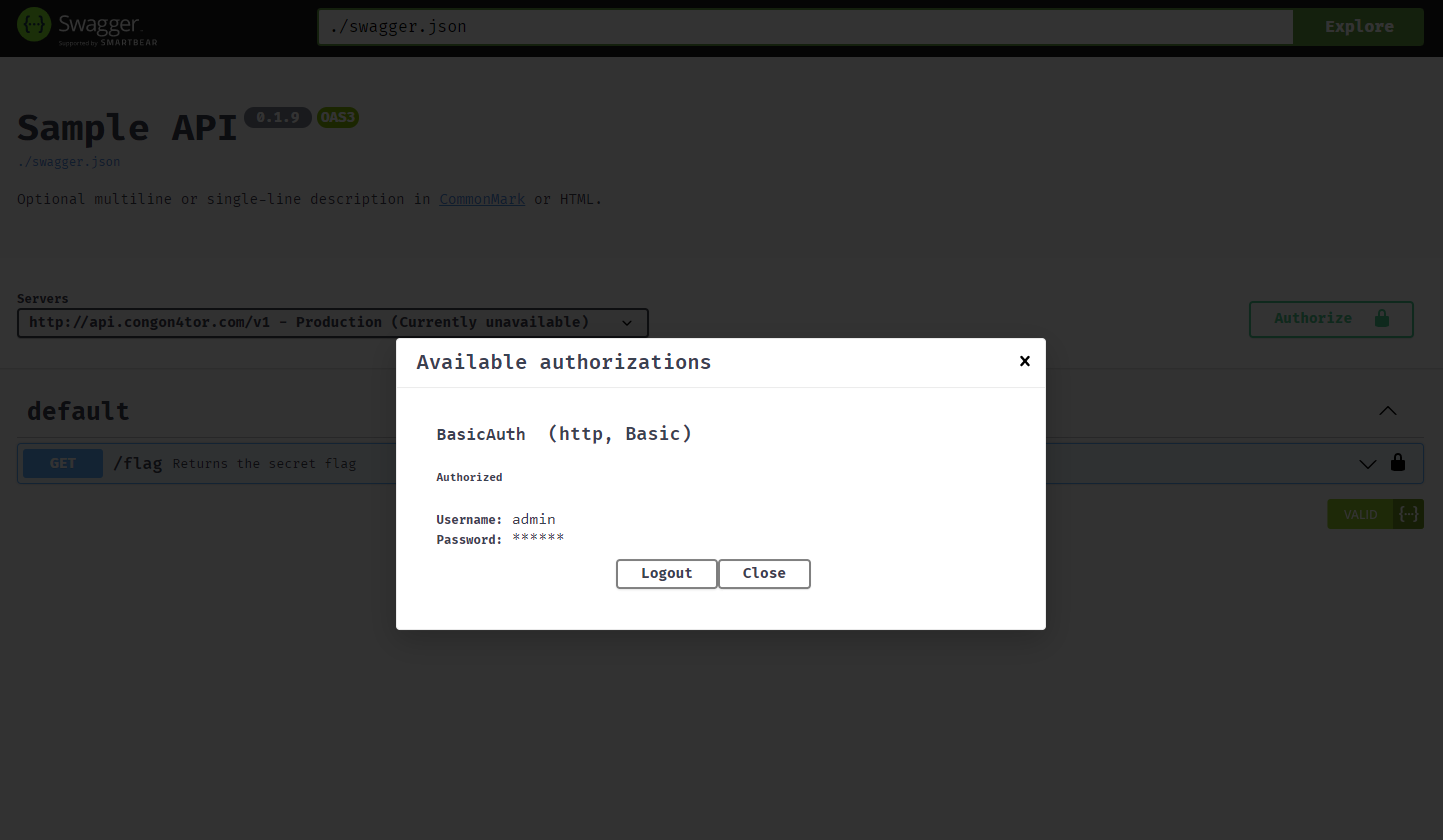 Swagger
Supported by SMARTBEAR
./swagger.json
Explore
Sample API 0.1.9 OAS3
./swagger.json
Optional multiline or single-line description in CommonMark or HTML.
Servers
http://api.congon4tor.com/v1 - Production (Currently unavailable)
Authorize
Available authorizations
default
BasicAuth (http, Basic)
GET /flag Returns the secret flag
Authorized
VALID {···}
Username: admin
Password: ******
Logout Close